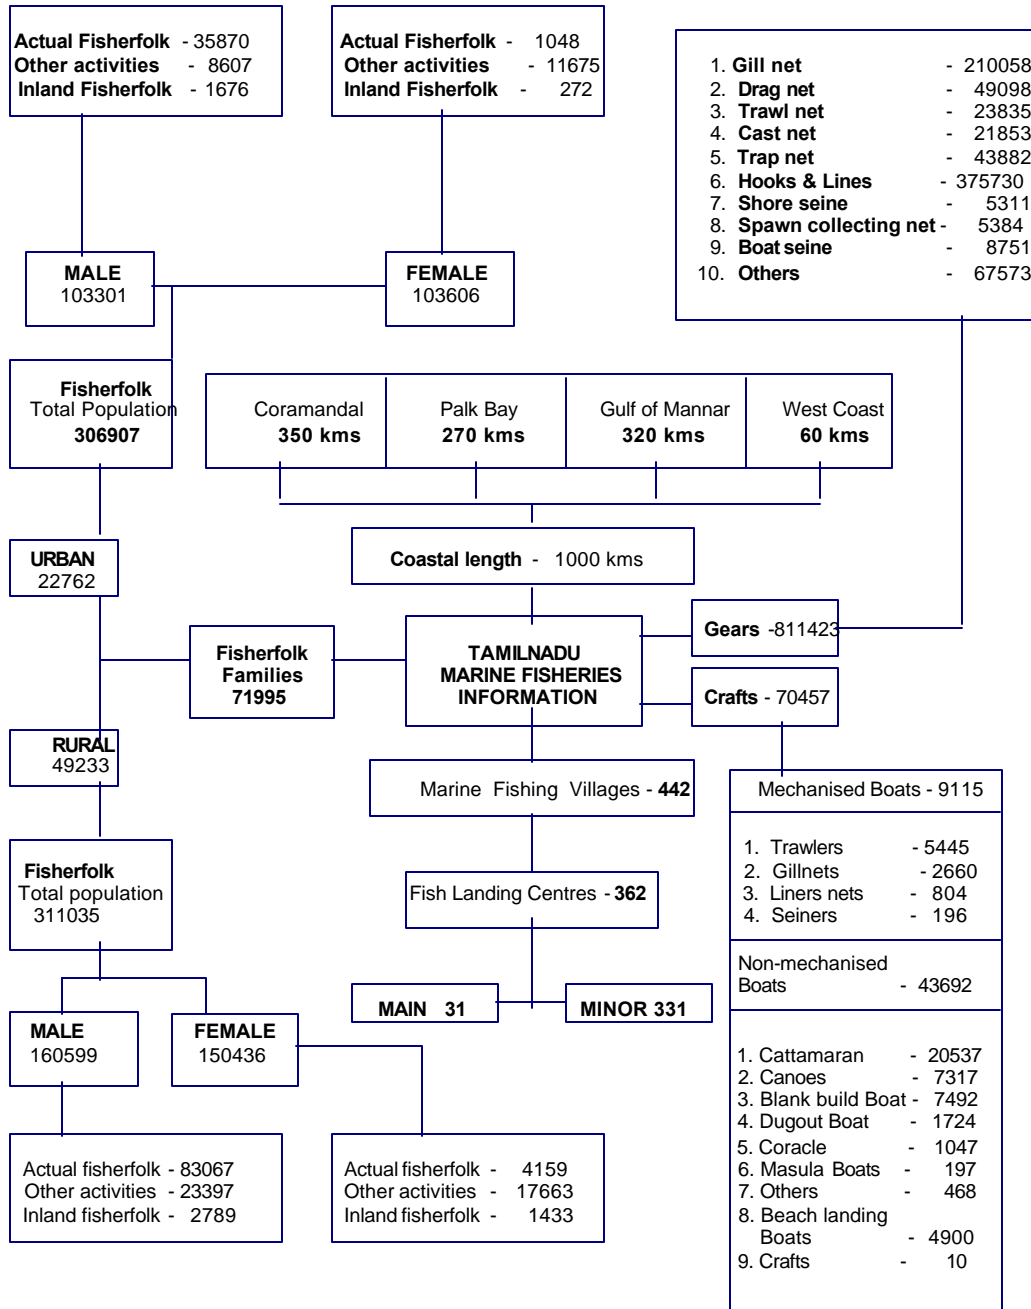 Actual Fisherfolk - 35870
Other activities - 8607
Inland Fisherfolk - 1676
Actual Fisherfolk - 1048
Other activities - 11675
Inland Fisherfolk - 272
1. Gill net - 210058
2. Drag net - 49098
3. Trawl net - 23835
4. Cast net - 21853
5. Trap net - 43882
6. Hooks & Lines - 375730
7. Shore seine - 5311
8. Spawn collecting net - 5384
9. Boat seine - 8751
10. Others - 67573
MALE
103301
FEMALE
103606
Fisherfolk
Total Population
306907
Coramandal
350 kms
Palk Bay
270 kms
Gulf of Mannar
320 kms
West Coast
60 kms
URBAN
22762
Coastal length - 1000 kms
Fisherfolk
Families
71995
TAMILNADU
MARINE FISHERIES
INFORMATION
Gears -811423
Crafts - 70457
RURAL
49233
Marine Fishing Villages - 442
Fish Landing Centres - 362
MAIN 31
MINOR 331
Fisherfolk
Total population
311035
MALE
160599
FEMALE
150436
Actual fisherfolk - 83067
Other activities - 23397
Inland fisherfolk - 2789
Actual fisherfolk - 4159
Other activities - 17663
Inland fisherfolk - 1433
Mechanised Boats - 9115
1. Trawlers - 5445
2. Gillnets - 2660
3. Liners nets - 804
4. Seiners - 196
Non-mechanised
Boats - 43692
1. Cattamaran - 20537
2. Canoes - 7317
3. Blank build Boat - 7492
4. Dugout Boat - 1724
5. Coracle - 1047
6. Masula Boats - 197
7. Others - 468
8. Beach landing
Boats - 4900
9. Crafts - 10